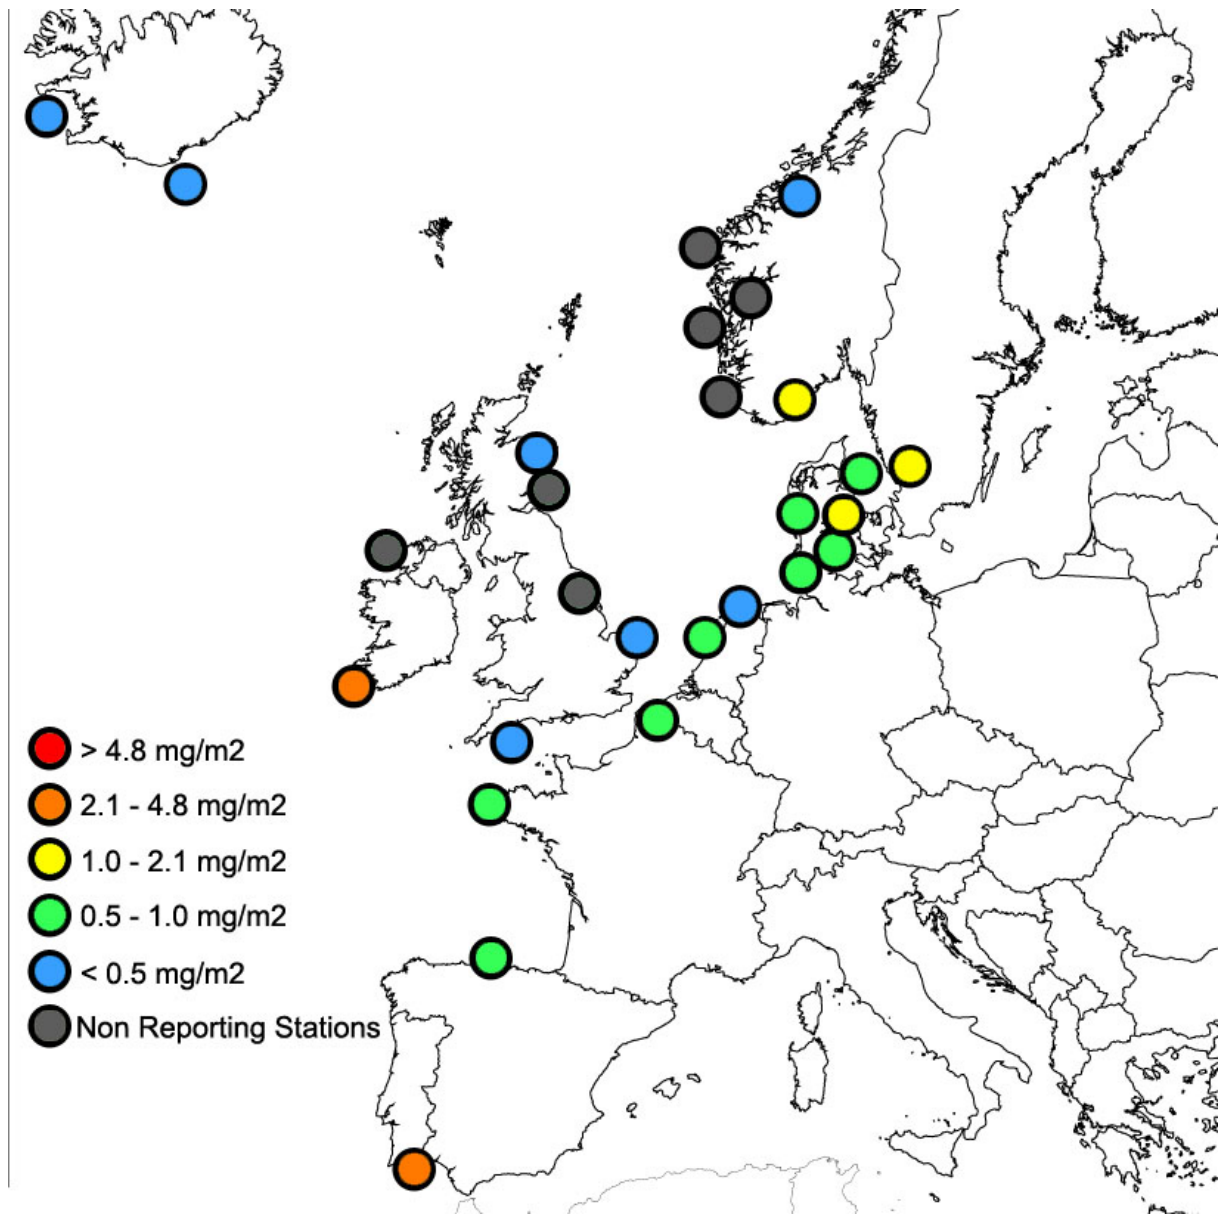 > 4.8 mg/m2
2.1 - 4.8 mg/m2
1.0 - 2.1 mg/m2
0.5 - 1.0 mg/m2
< 0.5 mg/m2
Non Reporting Stations